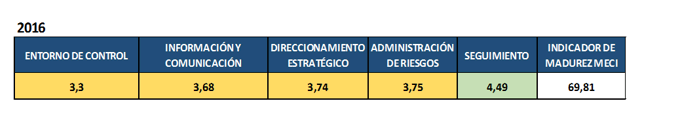 2016
ENTORNO DE CONTROL
INFORMACIÓN Y
COMUNICACIÓN
DIRECCIONAMIENTO
ESTRATÉGICO
ADMINISTRACIÓN
DE RIESGOS
SEGUIMIENTO
INDICADOR DE
MADUREZ MECI
3,3
3,68
3,74
3,75
4,49
69,81